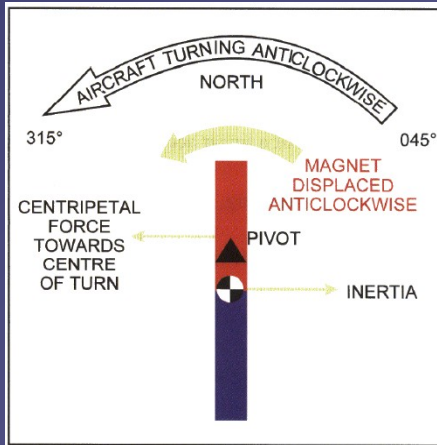 AIRCRAFT TURNING ANTICLOCKWISE
NORTH
315°
045°
MAGNET
DISPLACED
ANTICLOCKWISE
CENTRIPETAL
FORCE
TOWARDS
CENTRE
OF TURN
PIVOT
INERTIA